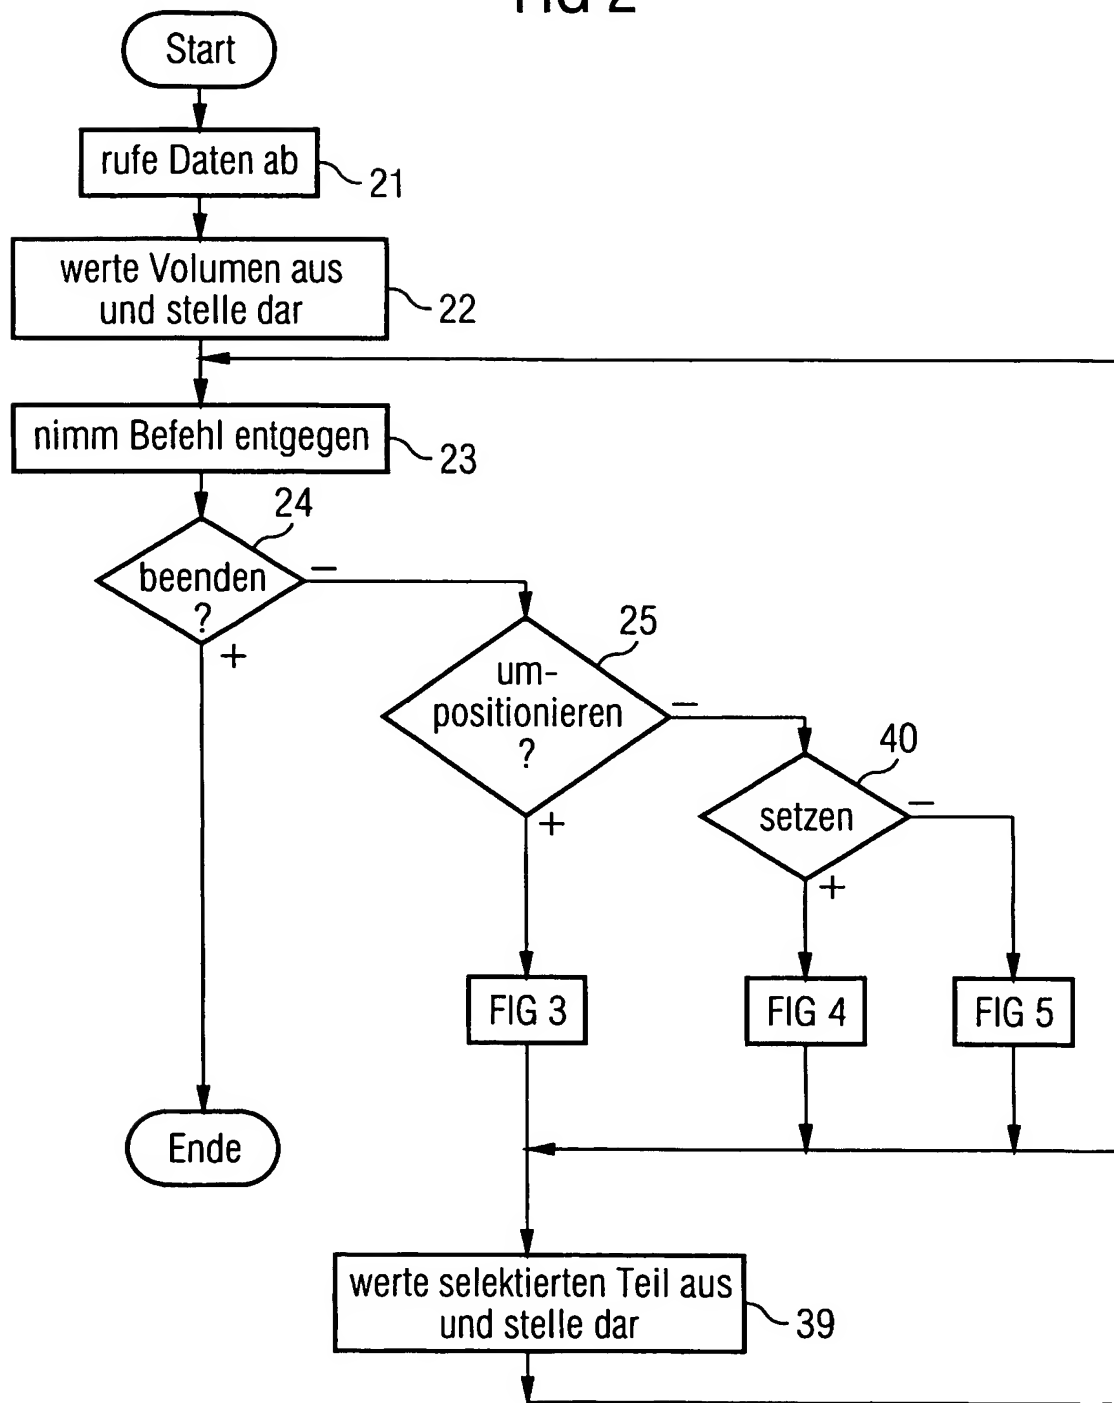 FIG 2
Start
rufe Daten ab
21
werte Volumen aus
und stelle dar
22
nimm Befehl entgegen
23
24
beenden
?
−
+
25
um-
positionieren
?
−
+
40
setzen
−
+
FIG 3
FIG 4
FIG 5
Ende
werte selektierten Teil aus
und stelle dar
39